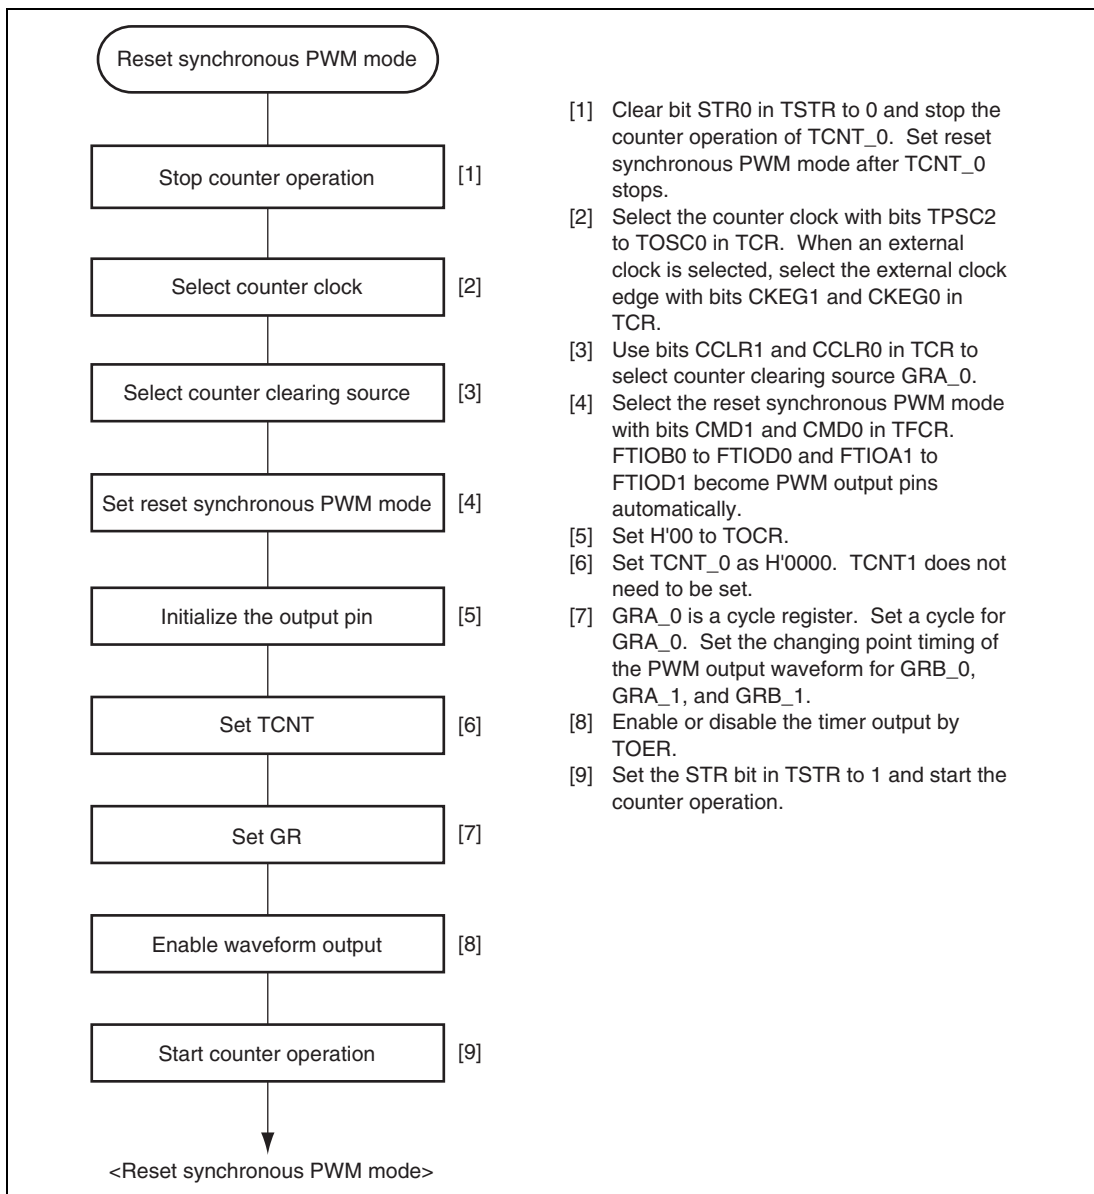 Reset synchronous PWM mode
Stop counter operation [1]
Select counter clock [2]
Select counter clearing source [3]
Set reset synchronous PWM mode [4]
Initialize the output pin [5]
Set TCNT [6]
Set GR [7]
Enable waveform output [8]
Start counter operation [9]
<Reset synchronous PWM mode>
[1] Clear bit STR0 in TSTR to 0 and stop the
counter operation of TCNT_0. Set reset
synchronous PWM mode after TCNT_0
stops.
[2] Select the counter clock with bits TPSC2
to TOSC0 in TCR. When an external
clock is selected, select the external clock
edge with bits CKEG1 and CKEG0 in
TCR.
[3] Use bits CCLR1 and CCLR0 in TCR to
select counter clearing source GRA_0.
[4] Select the reset synchronous PWM mode
with bits CMD1 and CMD0 in TFCR.
FTIOB0 to FTIOD0 and FTIOA1 to
FTIOD1 become PWM output pins
automatically.
[5] Set H'00 to TOCR.
[6] Set TCNT_0 as H'0000. TCNT1 does not
need to be set.
[7] GRA_0 is a cycle register. Set a cycle for
GRA_0. Set the changing point timing of
the PWM output waveform for GRB_0,
GRA_1, and GRB_1.
[8] Enable or disable the timer output by
TOER.
[9] Set the STR bit in TSTR to 1 and start the
counter operation.